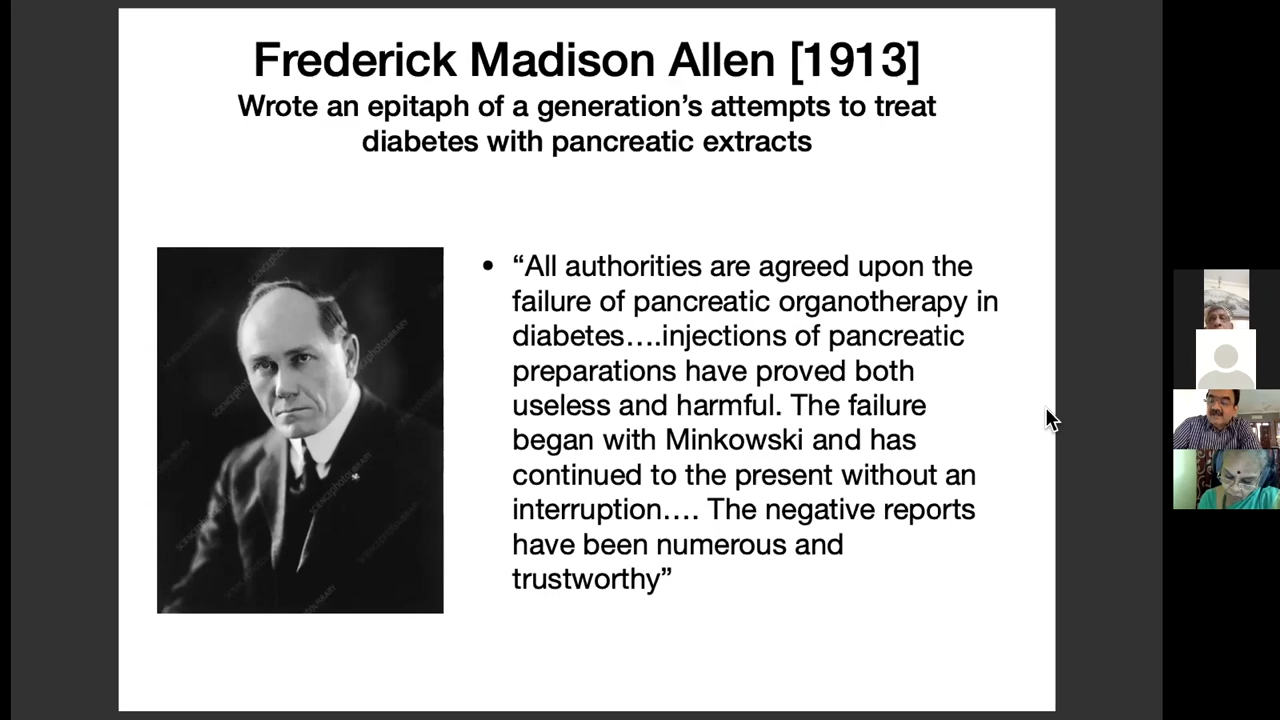 Frederick Madison Allen [1913]
Wrote an epitaph of a generation’s attempts to treat
diabetes with pancreatic extracts
• “All authorities are agreed upon the
failure of pancreatic organotherapy in
diabetes….injections of pancreatic
preparations have proved both
useless and harmful. The failure
began with Minkowski and has
continued to the present without an
interruption…. The negative reports
have been numerous and
trustworthy”